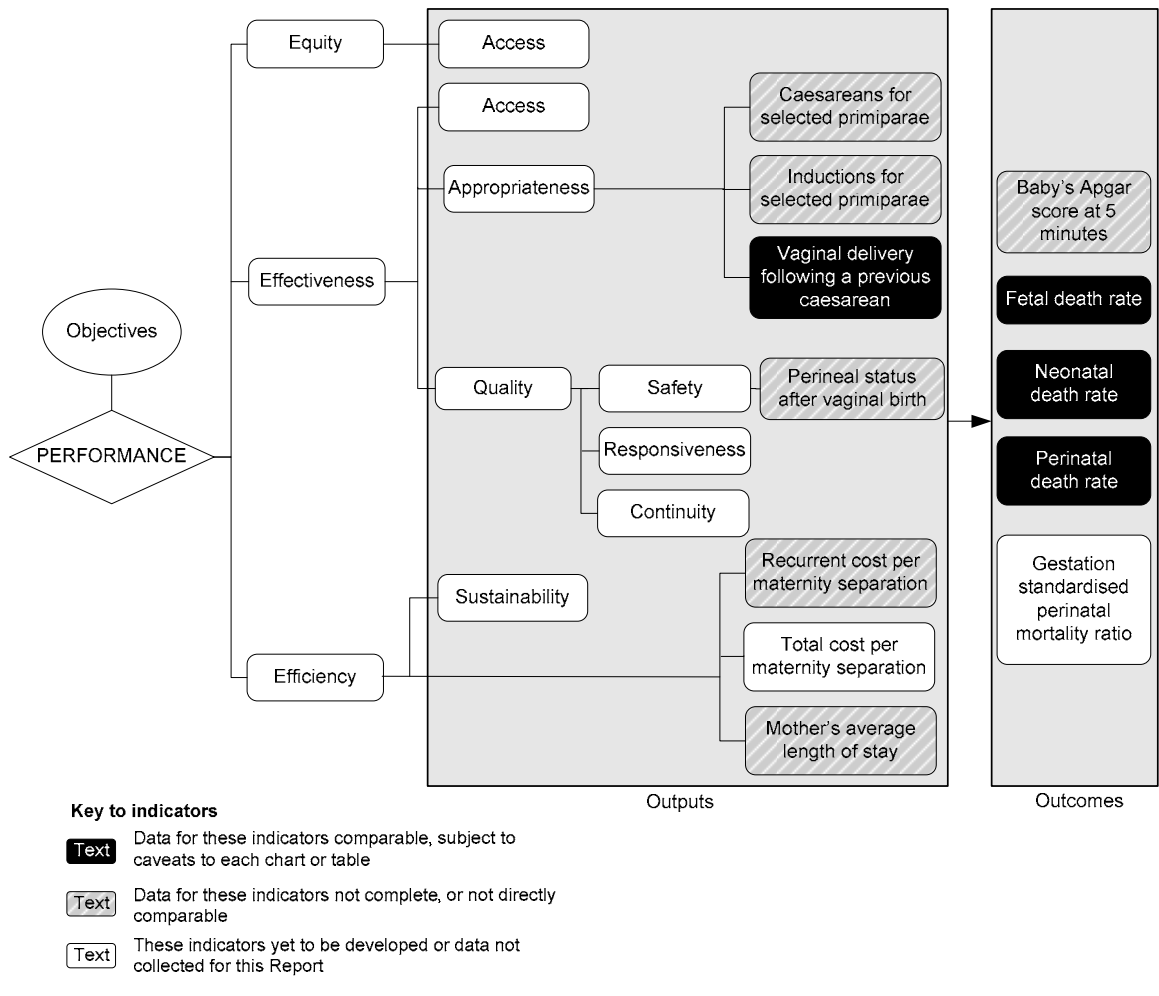 Equity
Access
Access
Caesareans for
selected primiparae
Appropriateness
Inductions for
selected primiparae
Vaginal delivery
following a previous
caesarean
Effectiveness
Objectives
PERFORMANCE
Quality
Safety
Perineal status
after vaginal birth
Responsiveness
Continuity
Sustainability
Recurrent cost per
maternity separation
Total cost per
maternity separation
Efficiency
Mother's average
length of stay
Outputs
Baby's Apgar
score at 5
minutes
Fetal death rate
Neonatal
death rate
Perinatal
death rate
Gestation
standardised
perinatal
mortality ratio
Outcomes
Key to indicators
Text
Data for these indicators comparable, subject to
caveats to each chart or table
Text
Data for these indicators not complete, or not directly
comparable
Text
These indicators yet to be developed or data not
collected for this Report